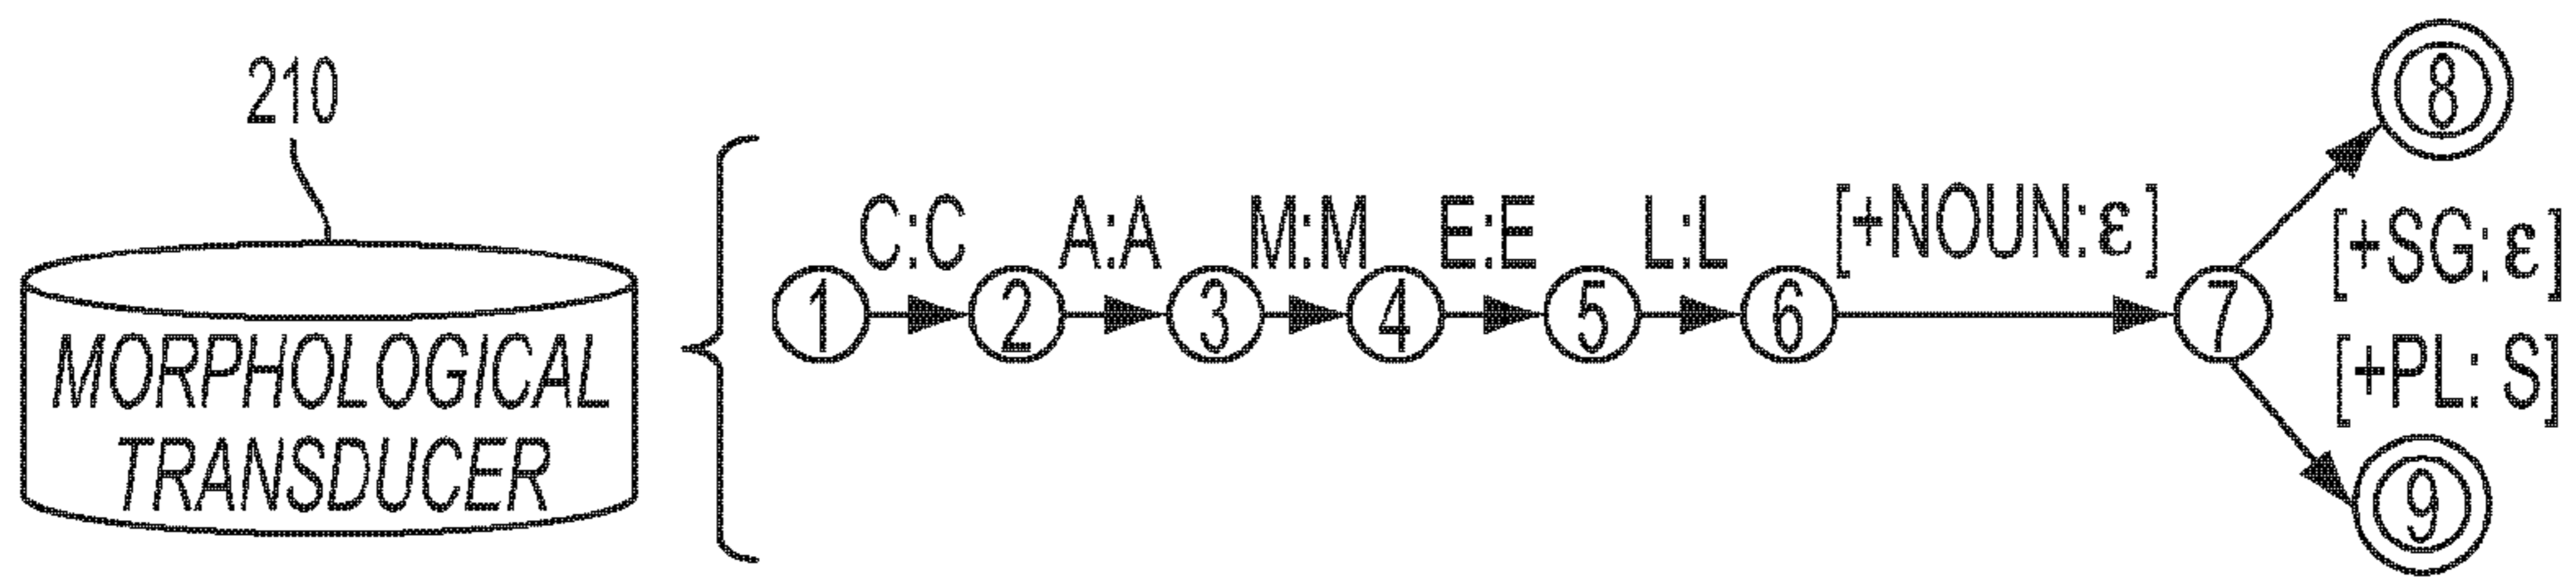 210
8
C:C A:A M:M E:E L:L [+NOUN:ε]
[+SG:ε]
1 2 3 4 5 6 7
[+PL: S]
MORPHOLOGICAL
TRANSDUCER
9